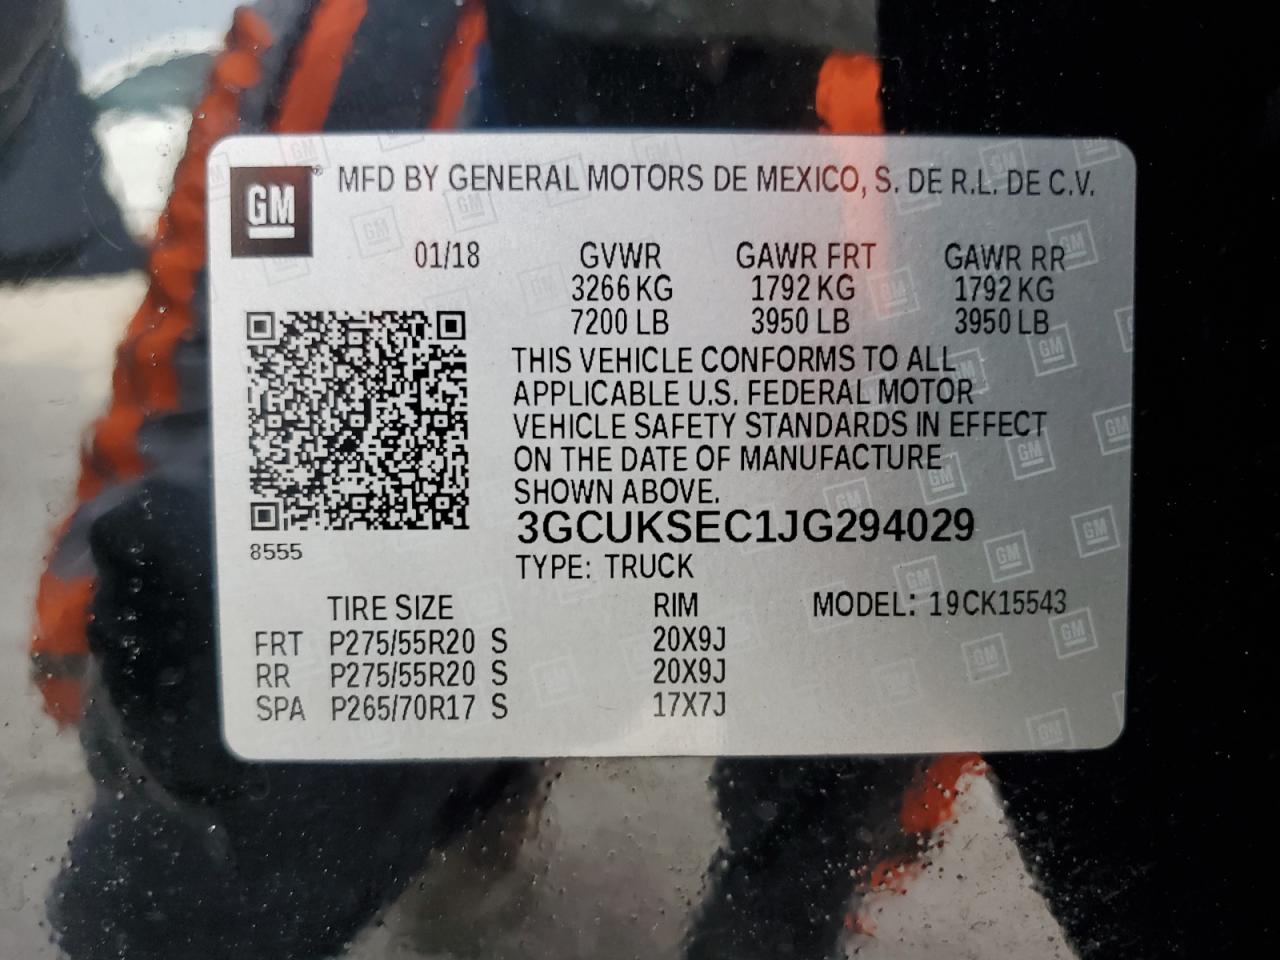 GM® MFD BY GENERAL MOTORS DE MEXICO, S. DE R.L. DE C.V.
01/18 GVWR GAWR FRT GAWR RR
3266 KG 1792 KG 1792 KG
7200 LB 3950 LB 3950 LB
THIS VEHICLE CONFORMS TO ALL
APPLICABLE U.S. FEDERAL MOTOR
VEHICLE SAFETY STANDARDS IN EFFECT
ON THE DATE OF MANUFACTURE
SHOWN ABOVE.
3GCUKSEC1JG294029
8555
TYPE: TRUCK
TIRE SIZE RIM MODEL: 19CK15543
FRT P275/55R20 S 20X9J
RR P275/55R20 S 20X9J
SPA P265/70R17 S 17X7J